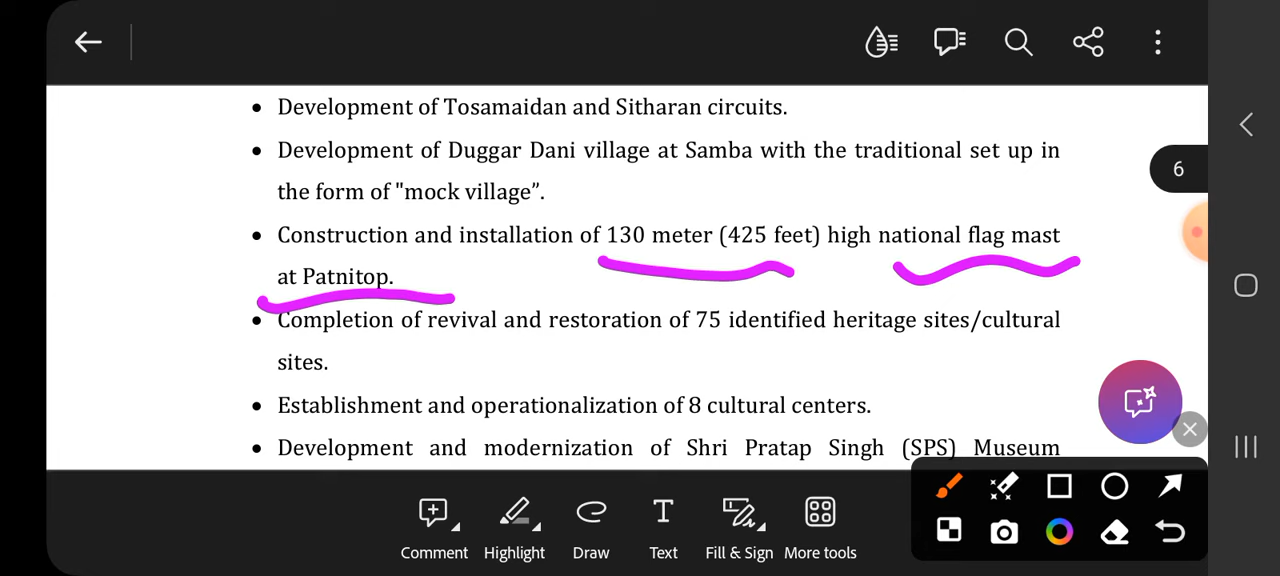 • Development of Tosamaidan and Sitharan circuits.
• Development of Duggar Dani village at Samba with the traditional set up in
the form of "mock village”.
6
• Construction and installation of 130 meter (425 feet) high national flag mast
at Patnitop.
• Completion of revival and restoration of 75 identified heritage sites/cultural
sites.
• Establishment and operationalization of 8 cultural centers.
• Development and modernization of Shri Pratap Singh (SPS) Museum
Comment Highlight Draw Text Fill & Sign More tools